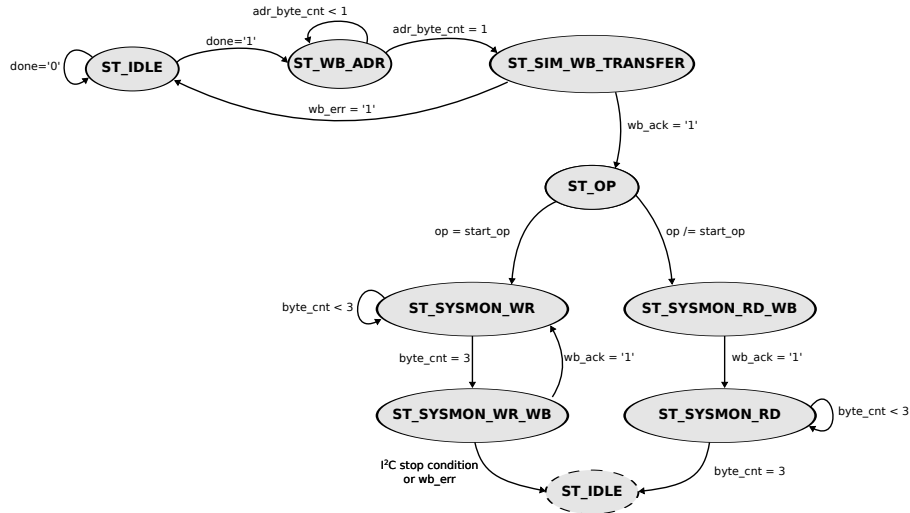 adr_byte_cnt < 1
done='1'
adr_byte_cnt = 1
done='0'
ST_IDLE
ST_WB_ADR
ST_SIM_WB_TRANSFER
wb_err = '1'
wb_ack = '1'
ST_OP
op = start_op
op /= start_op
byte_cnt < 3
ST_SYSMON_WR
ST_SYSMON_RD_WB
byte_cnt = 3
wb_ack = '1'
wb_ack = '1'
ST_SYSMON_WR_WB
ST_SYSMON_RD
byte_cnt < 3
I²C stop condition
or wb_err
byte_cnt = 3
ST_IDLE